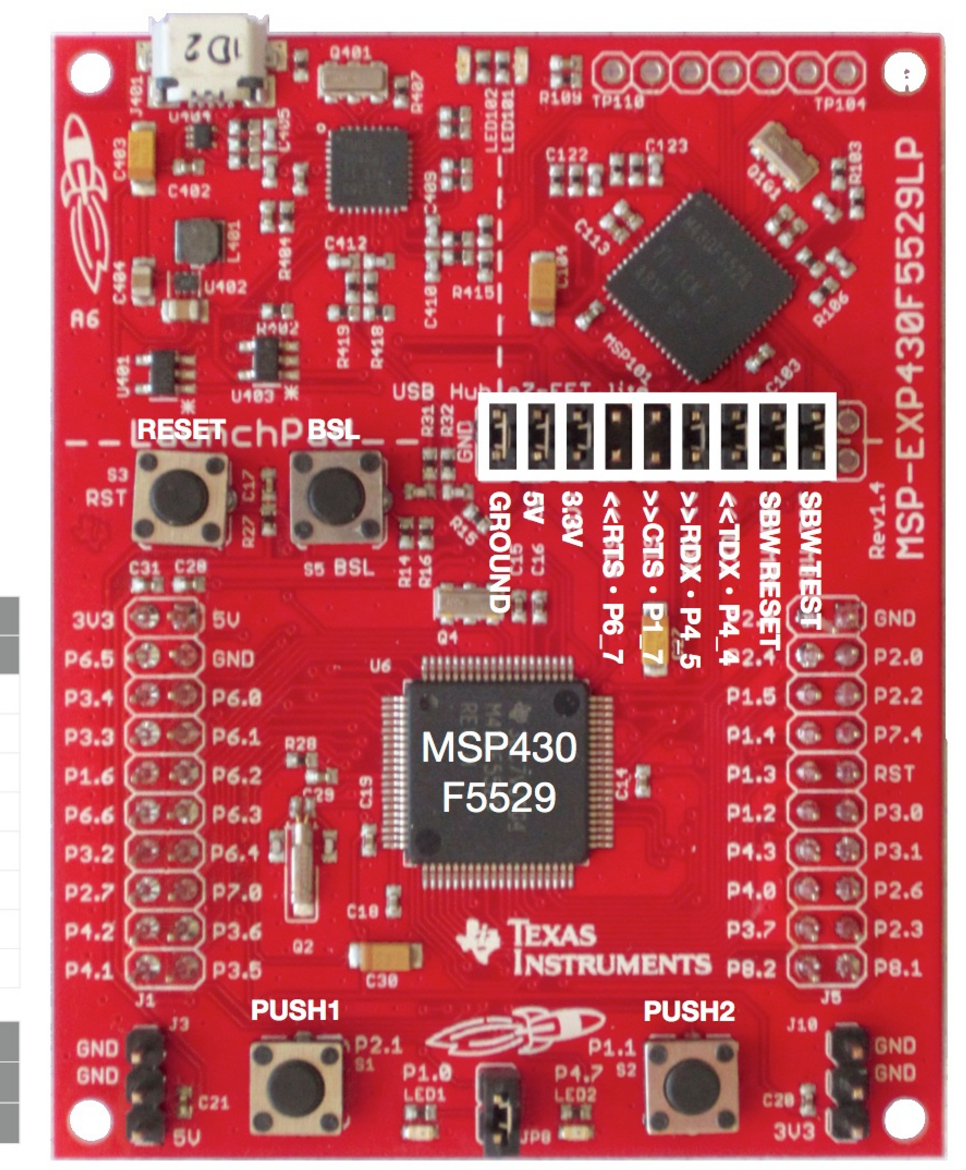 1D2
J401
U404
C405
Q401
R407
LED102
LED101
R109
TP110
TP104
C403
C402
C409
C122
C123
Q1G1
R103
L401
R404
C412
C113
C104
C404
U402
C410
R415
R106
A6
R402
R419
R418
MSP101
C103
U401
U403
USB Hub eZ-FET lite
RESET
BSL
R31
R32
GND
S3
RST
C17
R27
S5 BSL
R14
R16
R15
C15
C16
GROUND
5V
3.3V
<<RTS • P6_7
>>CTS • P1_7
>>RDX • P4_5
<<TDX • P4_4
SBW-RESET
SBW-TEST
Rev1.4
MSP-EXP430F5529LP
C31
C28
Q4
U6
3V3 5V
P6.5 GND
P3.4 P6.0
P3.3 P6.1
P1.6 P6.2
P6.6 P6.3
P3.2 P6.4
P2.7 P7.0
P4.2 P3.6
P4.1 P3.5
J1
R28
C29
C19
C14
C18
Q2
C30
MSP430
F5529
TEXAS
INSTRUMENTS
GND
2.4 P2.0
P1.5 P2.2
P1.4 P7.4
P1.3 RST
P1.2 P3.0
P4.3 P3.1
P4.0 P2.6
P3.7 P2.3
P8.2 P8.1
J5
PUSH1
PUSH2
J3
GND
GND
C21
5V
P2.1
S1
P1.0
LED1
P4.7
LED2
JP8
P1.1
S2
J10
GND
GND
C20
3V3